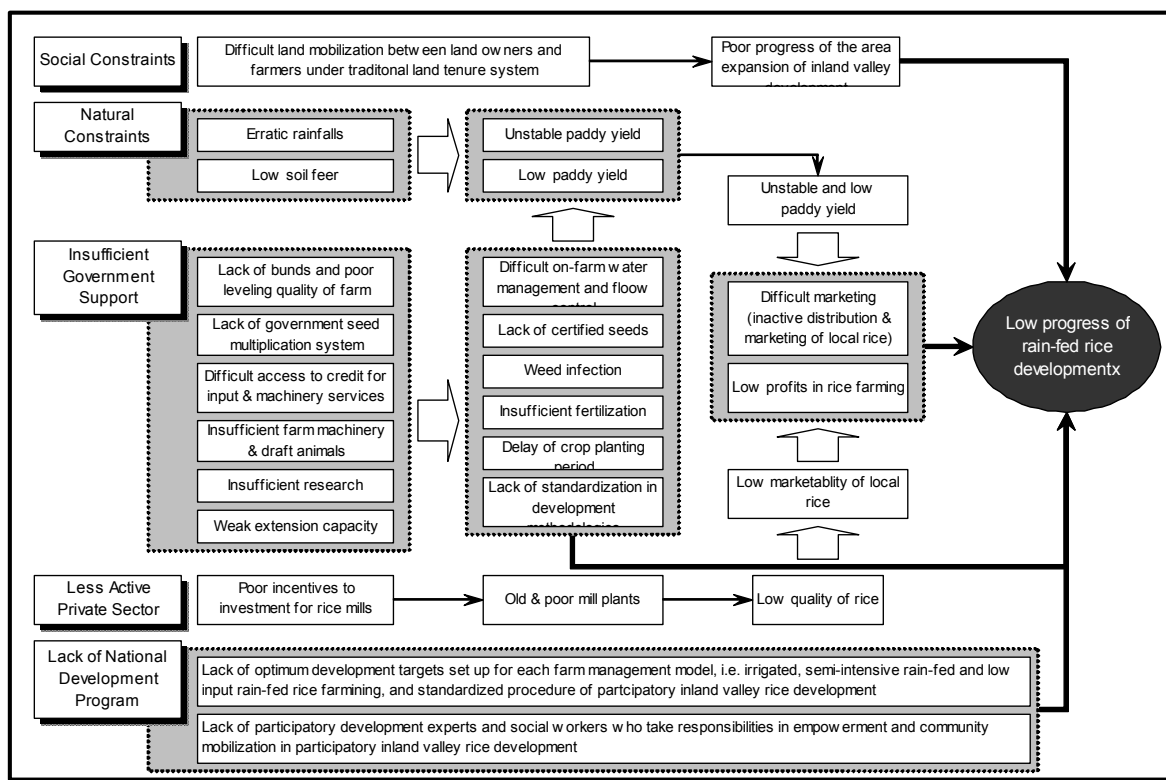 Social Constraints
Difficult land mobilization between land owners and
farmers under traditonal land tenure system
Poor progress of the area
expansion of inland valley
development
Natural
Constraints
Erratic rainfalls
Low soil feer
Unstable paddy yield
Low paddy yield
Unstable and low
paddy yield
Insufficient
Government
Support
Lack of bunds and poor
leveling quality of farm
Lack of government seed
multiplication system
Difficult access to credit for
input & machinery services
Insufficient farm machinery
& draft animals
Insufficient research
Weak extension capacity
Difficult on-farm water
management and floow
control
Lack of certified seeds
Weed infection
Insufficient fertilization
Delay of crop planting
period
Lack of standardization in
development
methodologies
Difficult marketing
(inactive distribution &
marketing of local rice)
Low profits in rice farming
Low marketablity of local
rice
Low progress of
rain-fed rice
developmentx
Less Active
Private Sector
Poor incentives to
investment for rice mills
Old & poor mill plants
Low quality of rice
Lack of National
Development
Program
Lack of optimum development targets set up for each farm management model, i.e. irrigated, semi-intensive rain-fed and low
input rain-fed rice farmining, and standardized procedure of partcipatory inland valley rice development
Lack of participatory development experts and social workers who take responsibilities in empowerment and community
mobilization in participatory inland valley rice development